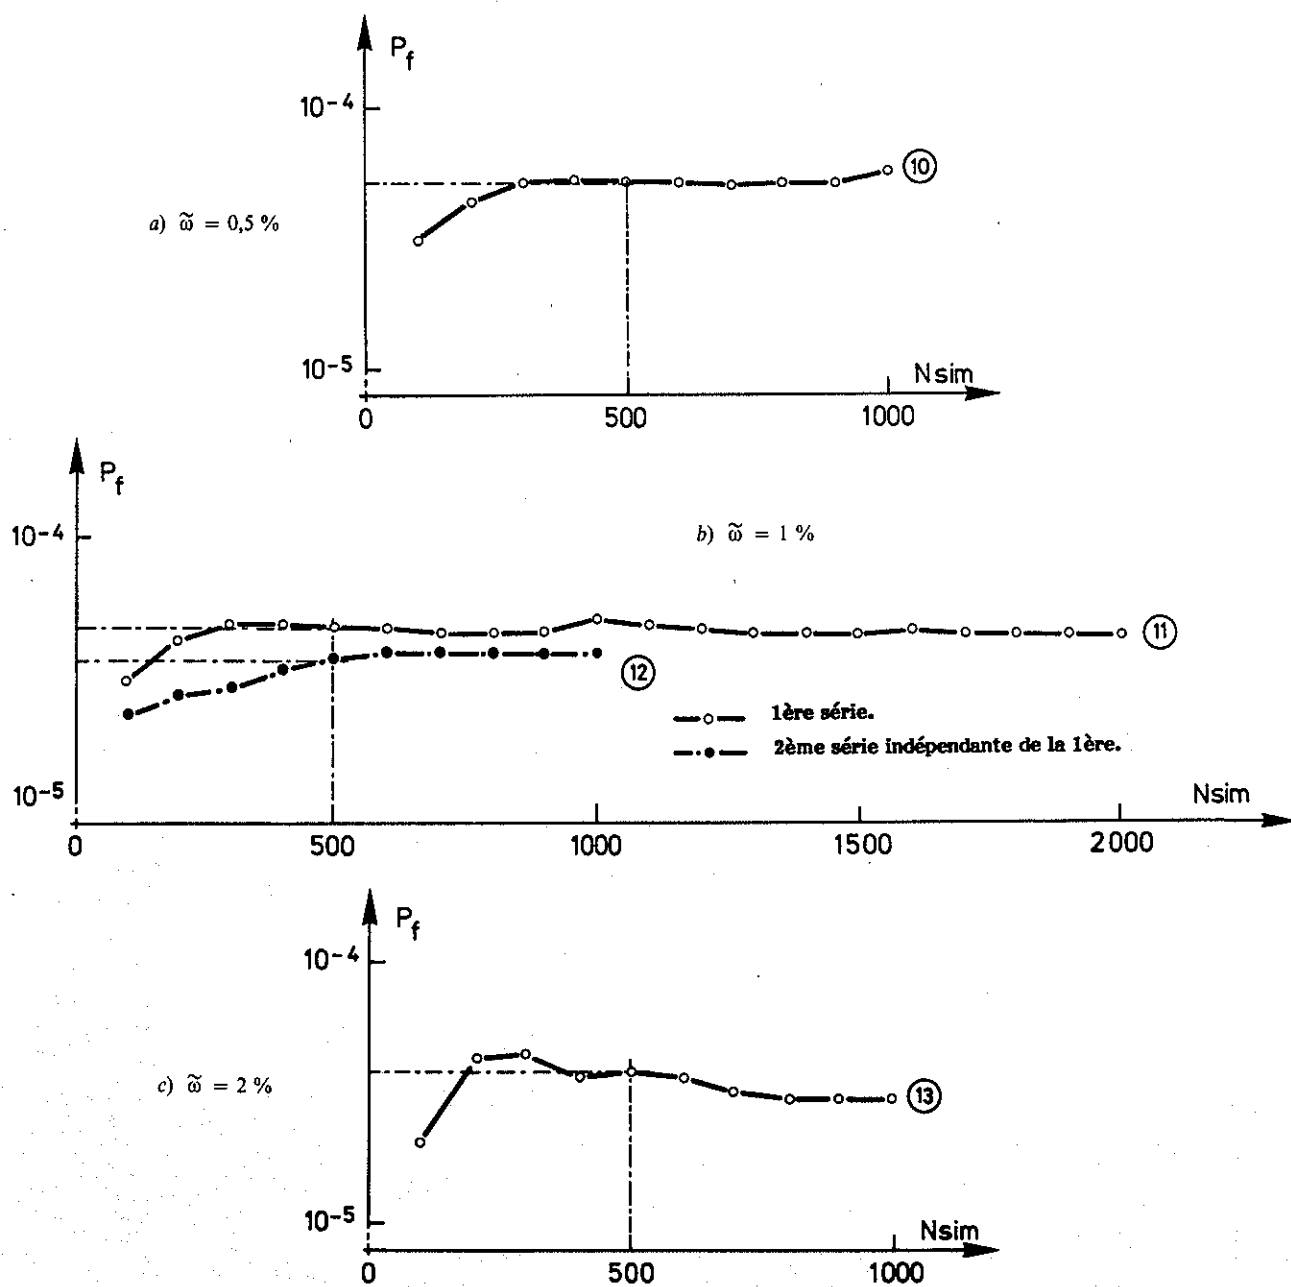 P_f
10⁻⁴
⑩
a) ω̃ = 0,5 %
10⁻⁵
Nsim
0 500 1000
P_f
10⁻⁴
b) ω̃ = 1 %
⑪
⑫
1ère série.
2ème série indépendante de la 1ère.
10⁻⁵
Nsim
0 500 1000 1500 2000
P_f
10⁻⁴
c) ω̃ = 2 %
⑬
10⁻⁵
Nsim
0 500 1000